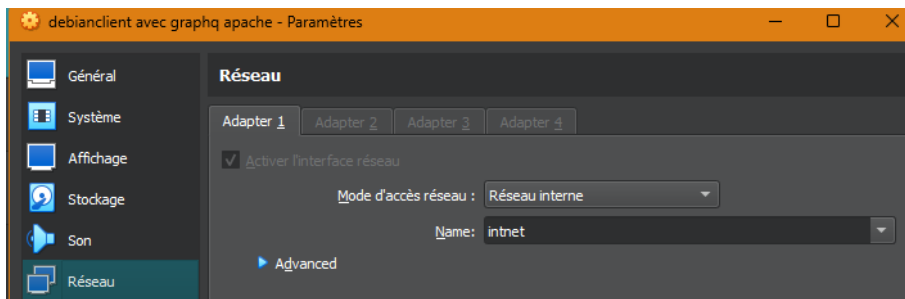 debianclient avec graphq apache - Paramètres
Général
Système
Affichage
Stockage
Son
Réseau
Réseau
Adapter 1
Adapter 2
Adapter 3
Adapter 4
Activer l'interface réseau
Mode d'accès réseau : Réseau interne
Name: intnet
Advanced